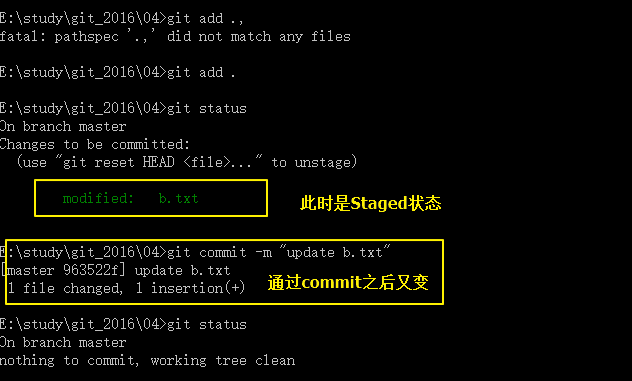 E:\study\git_2016\04>git add .,
fatal: pathspec '.,' did not match any files
E:\study\git_2016\04>git add .
E:\study\git_2016\04>git status
On branch master
Changes to be committed:
(use "git reset HEAD <file>..." to unstage)
modified: b.txt
此时是Staged状态
E:\study\git_2016\04>git commit -m "update b.txt"
[master 963522f] update b.txt
1 file changed, 1 insertion(+)
通过commit之后又变
E:\study\git_2016\04>git status
On branch master
nothing to commit, working tree clean